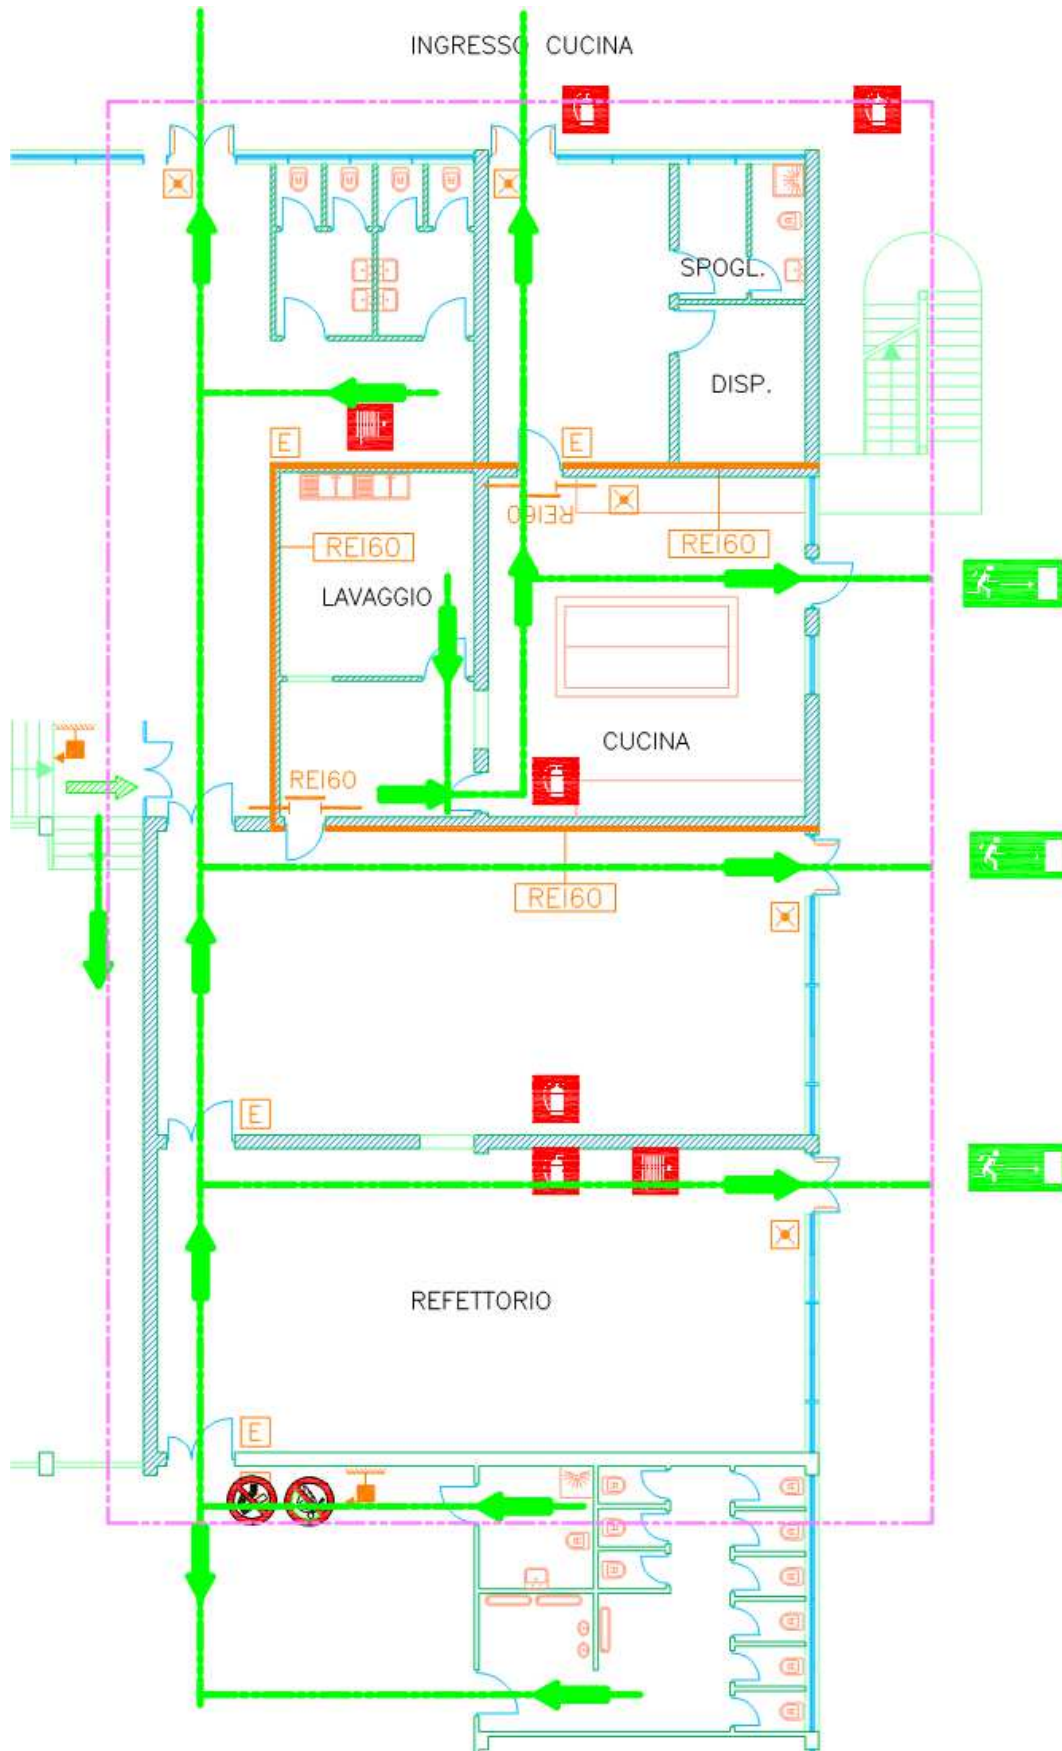 INGRESSO CUCINA
SPOGL.
DISP.
E
E
REI60
REI60
REI60
LAVAGGIO
CUCINA
REI60
REI60
E
REFETTORIO
E